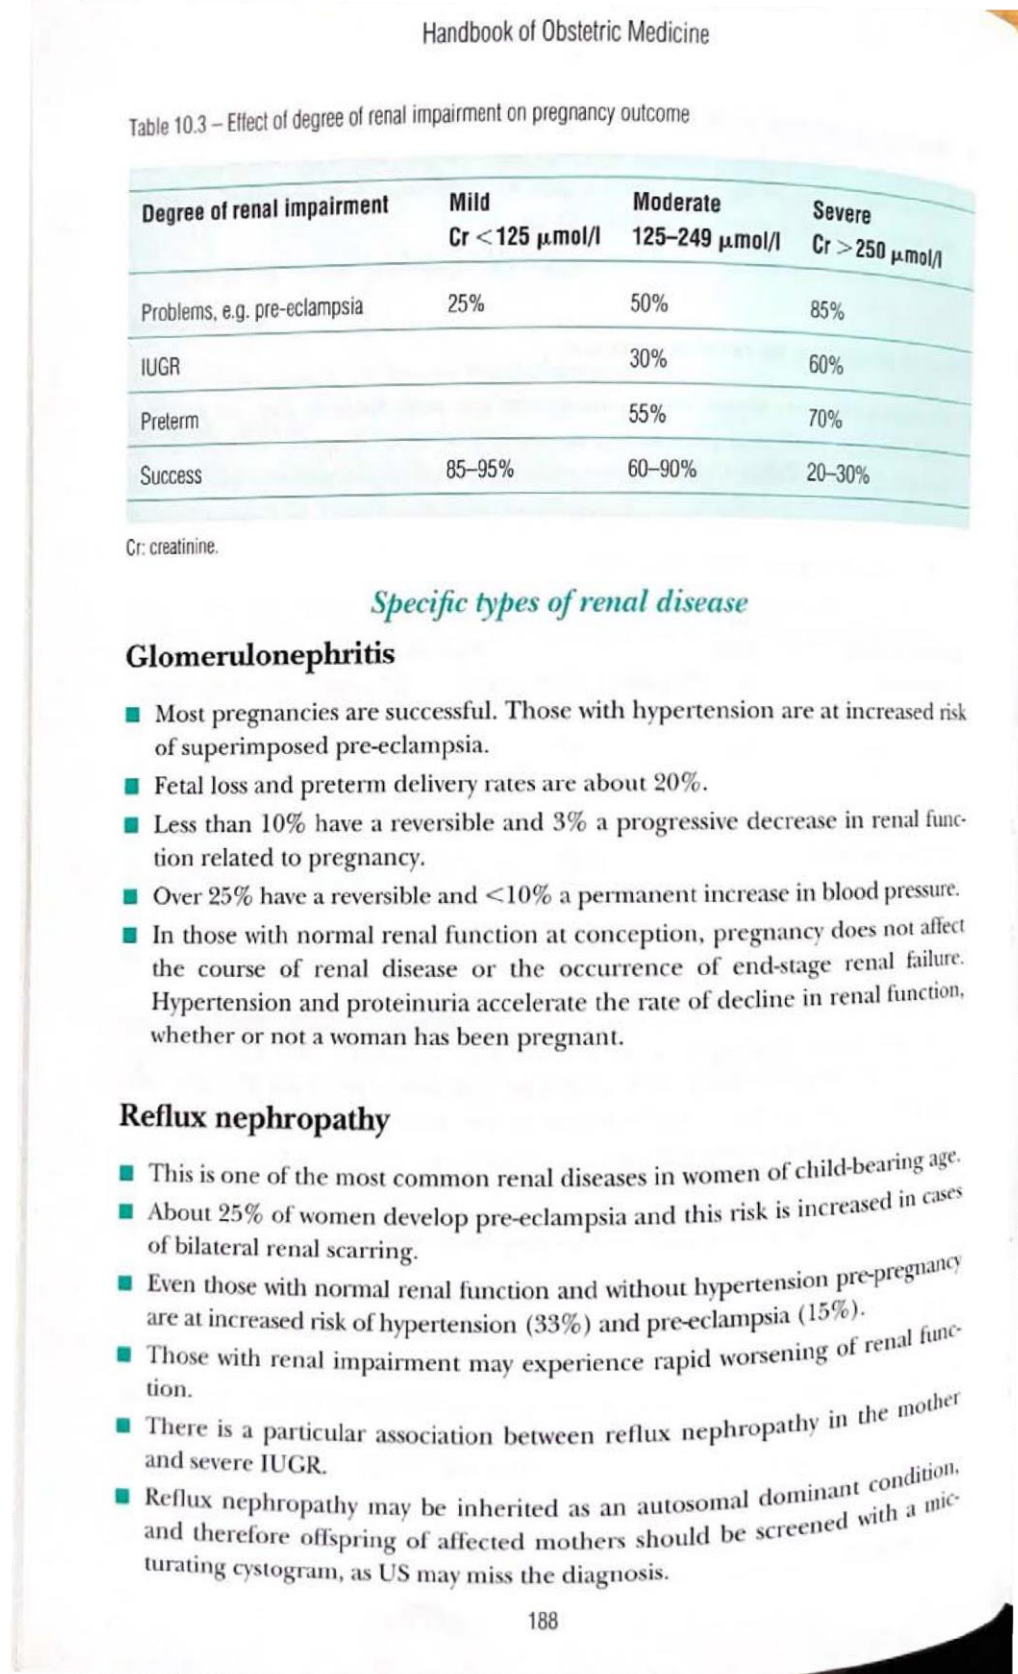 Handbook of Obstetric Medicine
Table 10.3 – Effect of degree of renal impairment on pregnancy outcome
Degree of renal impairment Mild Moderate Severe
Cr <125 μmol/l 125–249 μmol/l Cr >250 μmol/l
Problems, e.g. pre-eclampsia 25% 50% 85%
IUGR 30% 60%
Preterm 55% 70%
Success 85–95% 60–90% 20–30%
Cr: creatinine.
Specific types of renal disease
Glomerulonephritis
■ Most pregnancies are successful. Those with hypertension are at increased risk
of superimposed pre-eclampsia.
■ Fetal loss and preterm delivery rates are about 20%.
■ Less than 10% have a reversible and 3% a progressive decrease in renal func-
tion related to pregnancy.
■ Over 25% have a reversible and <10% a permanent increase in blood pressure.
■ In those with normal renal function at conception, pregnancy does not affect
the course of renal disease or the occurrence of end-stage renal failure.
Hypertension and proteinuria accelerate the rate of decline in renal function,
whether or not a woman has been pregnant.
Reflux nephropathy
■ This is one of the most common renal diseases in women of child-bearing age.
■ About 25% of women develop pre-eclampsia and this risk is increased in cases
of bilateral renal scarring.
■ Even those with normal renal function and without hypertension pre-pregnancy
are at increased risk of hypertension (33%) and pre-eclampsia (15%).
■ Those with renal impairment may experience rapid worsening of renal func-
tion.
■ There is a particular association between reflux nephropathy in the mother
and severe IUGR.
■ Reflux nephropathy may be inherited as an autosomal dominant condition,
and therefore offspring of affected mothers should be screened with a mic-
turating cystogram, as US may miss the diagnosis.
188